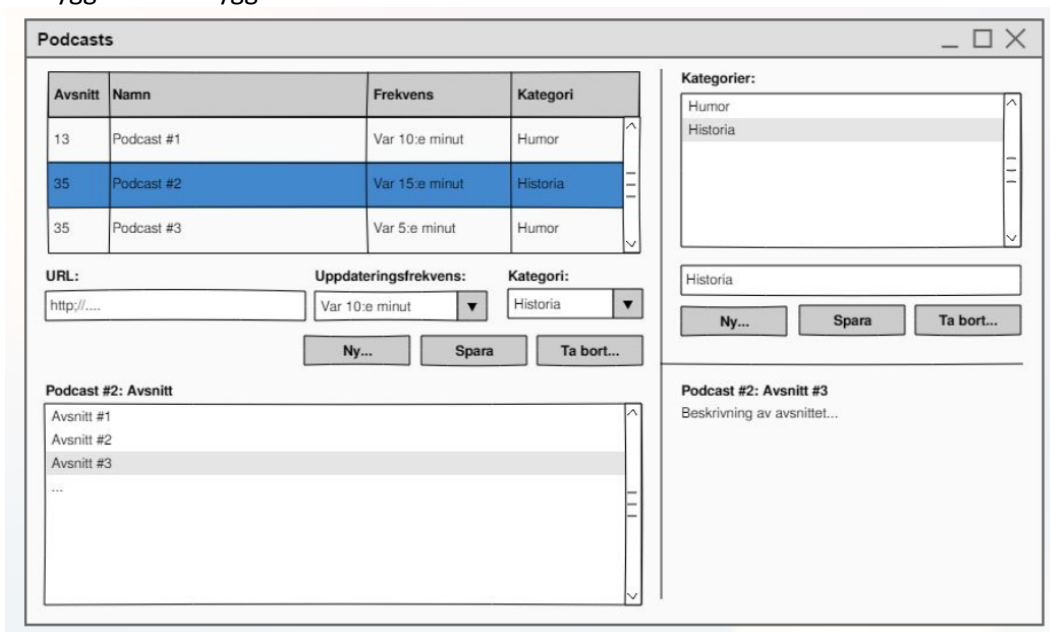 Podcasts
Avsnitt Namn Frekvens Kategori
13 Podcast #1 Var 10:e minut Humor
35 Podcast #2 Var 15:e minut Historia
35 Podcast #3 Var 5:e minut Humor
URL: Uppdateringsfrekvens: Kategori:
http;//.... Var 10:e minut Historia
Ny... Spara Ta bort...
Podcast #2: Avsnitt
Avsnitt #1
Avsnitt #2
Avsnitt #3
...
Kategorier:
Humor
Historia
Historia
Ny... Spara Ta bort...
Podcast #2: Avsnitt #3
Beskrivning av avsnittet...